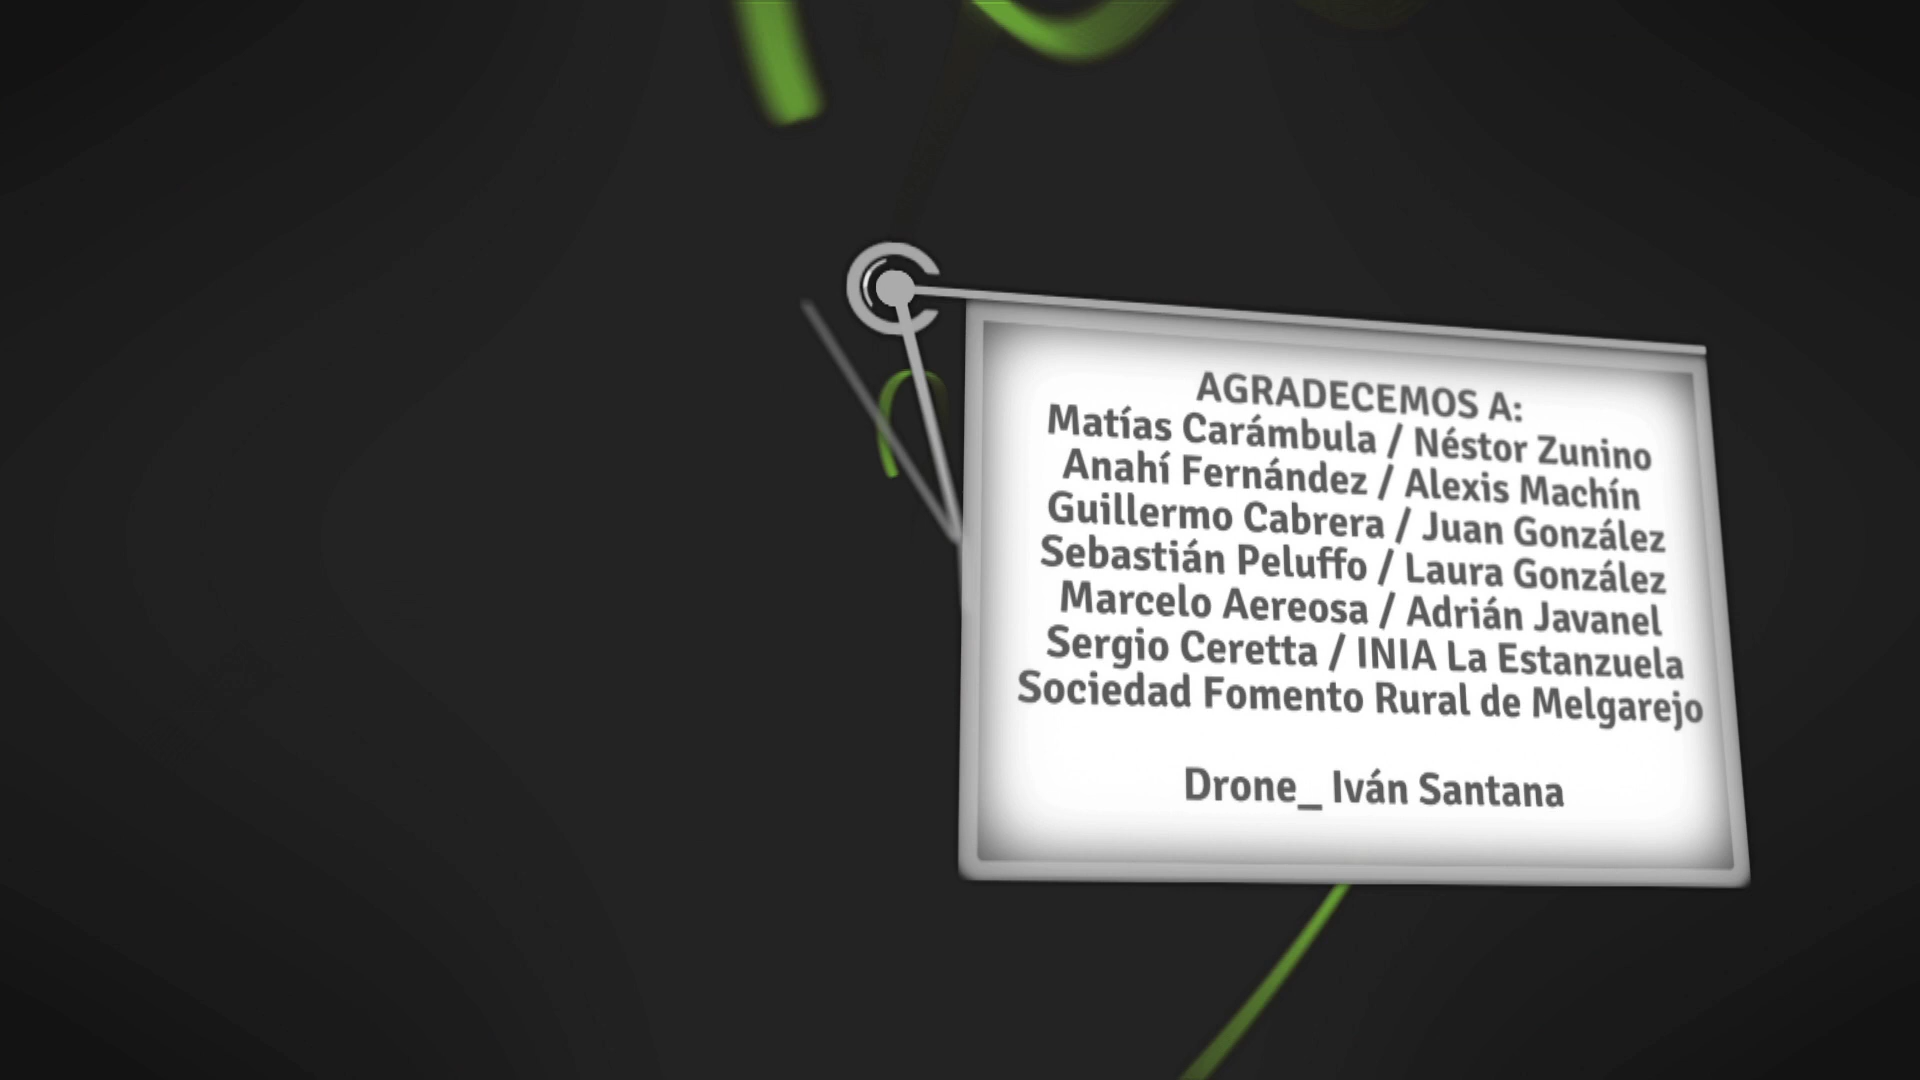 AGRADECEMOS A:
Matías Carámbula / Néstor Zunino
Anahí Fernández / Alexis Machín
Guillermo Cabrera / Juan González
Sebastián Peluffo / Laura González
Marcelo Aereosa / Adrián Javanel
Sergio Ceretta / INIA La Estanzuela
Sociedad Fomento Rural de Melgarejo
Drone_ Iván Santana